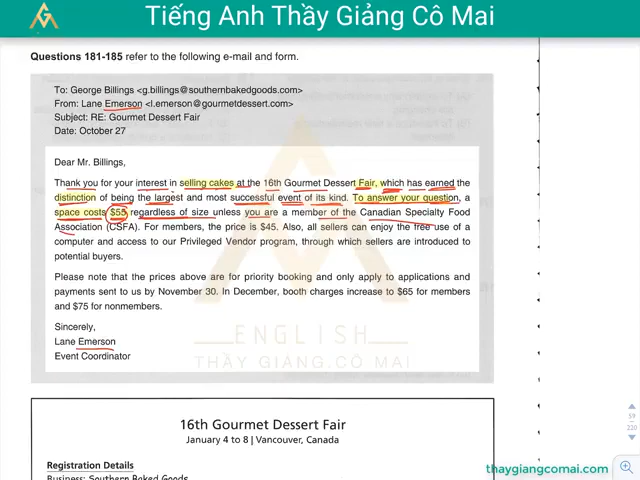 Tiếng Anh Thầy Giảng Cô Mai
Questions 181-185 refer to the following e-mail and form.
To: George Billings <g.billings@southernbakedgoods.com>
From: Lane Emerson <l.emerson@gourmetdessert.com>
Subject: RE: Gourmet Dessert Fair
Date: October 27
Dear Mr. Billings,
Thank you for your interest in selling cakes at the 16th Gourmet Dessert Fair, which has earned the
distinction of being the largest and most successful event of its kind. To answer your question, a
space costs $55 regardless of size unless you are a member of the Canadian Specialty Food
Association (CSFA). For members, the price is $45. Also, all sellers can enjoy the free use of a
computer and access to our Privileged Vendor program, through which sellers are introduced to
potential buyers.
Please note that the prices above are for priority booking and only apply to applications and
payments sent to us by November 30. In December, booth charges increase to $65 for members
and $75 for nonmembers.
Sincerely,
Lane Emerson
Event Coordinator
ENGLISH
THẦY GIẢNG.CÔ MAI
16th Gourmet Dessert Fair
January 4 to 8 | Vancouver, Canada
Registration Details
Business: Southern Baked Goods
59
220
thaygiangcomai.com